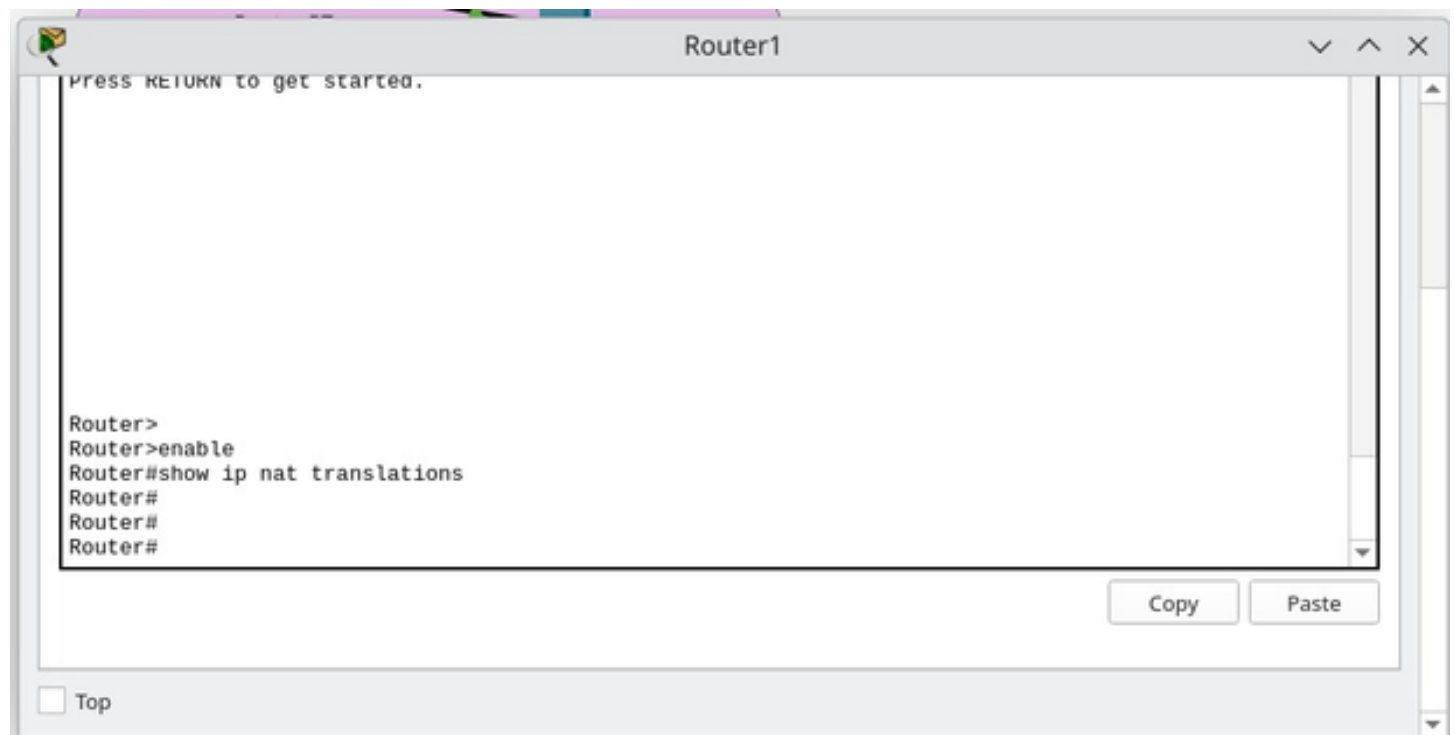 Router1
Press RETURN to get started.
Router>
Router>enable
Router#show ip nat translations
Router#
Router#
Router#
Copy Paste
Top